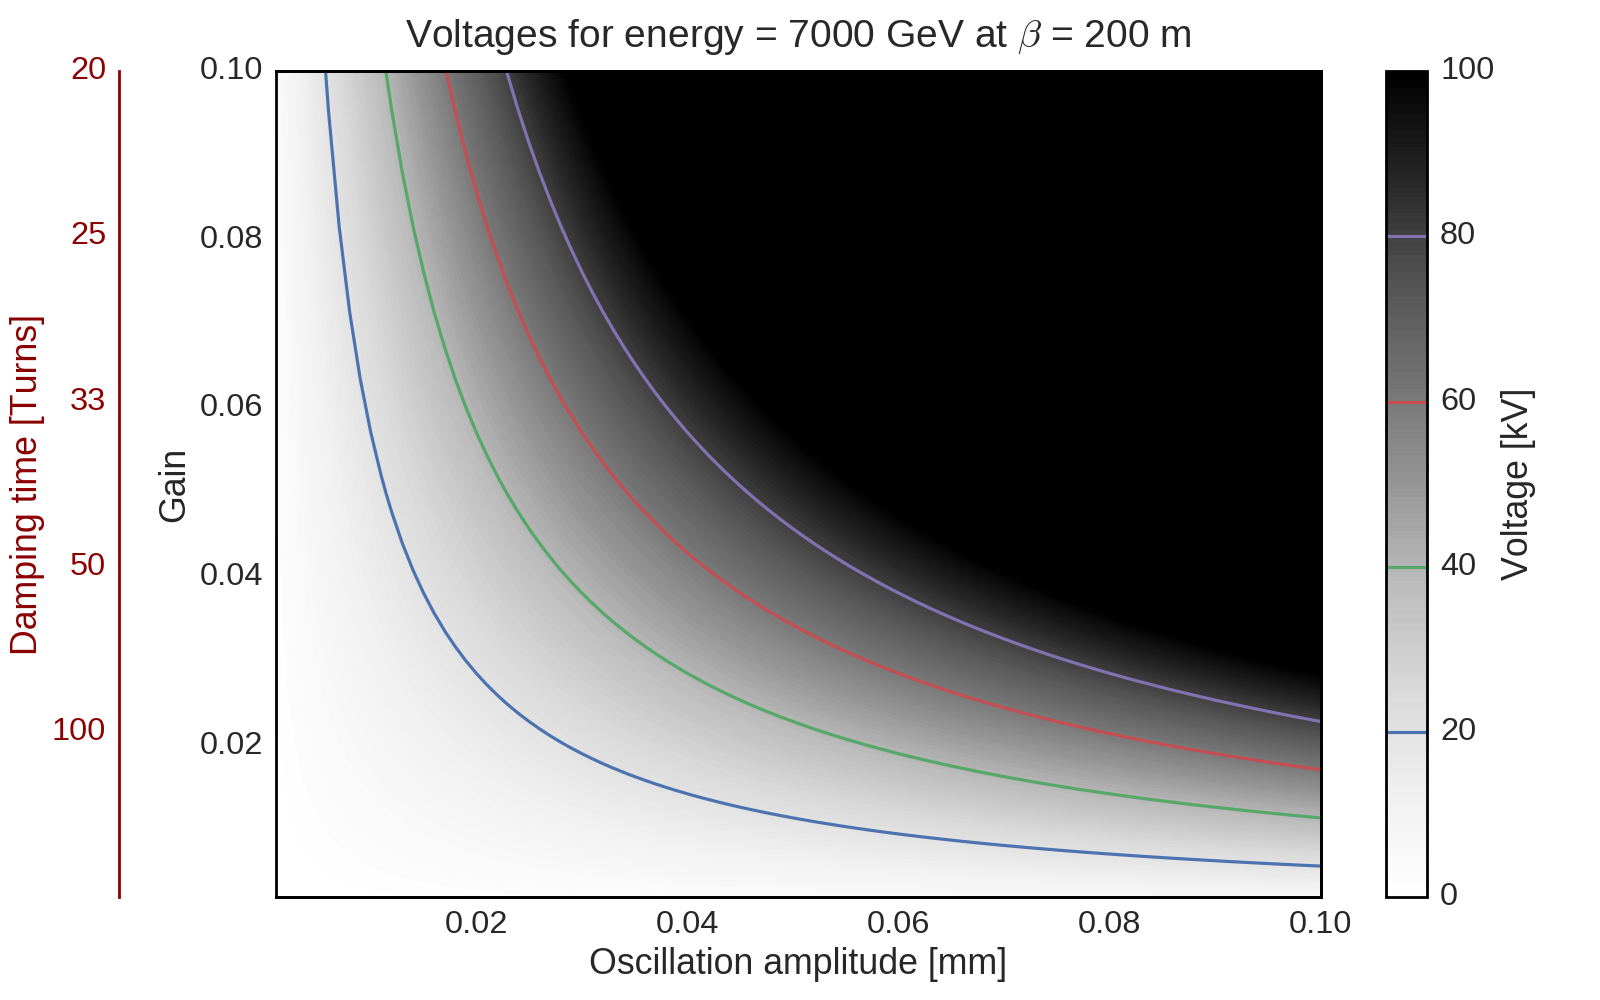 Voltages for energy = 7000 GeV at β = 200 m
Damping time [Turns]
20
25
33
50
100
Gain
0.10
0.08
0.06
0.04
0.02
0.02 0.04 0.06 0.08 0.10
Oscillation amplitude [mm]
100
80
60
40
20
0
Voltage [kV]